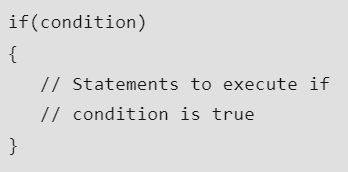 if(condition)
{
// Statements to execute if
// condition is true
}